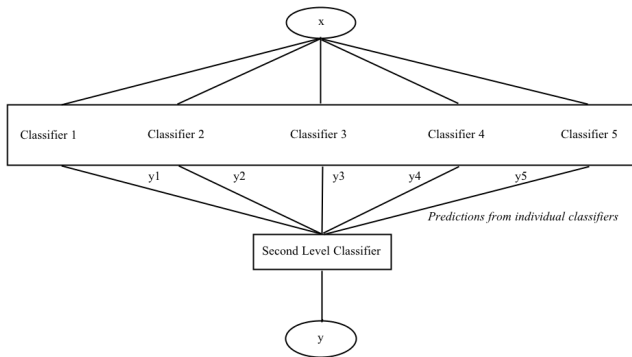 x
Classifier 1 Classifier 2 Classifier 3 Classifier 4 Classifier 5
y1 y2 y3 y4 y5
Predictions from individual classifiers
Second Level Classifier
y